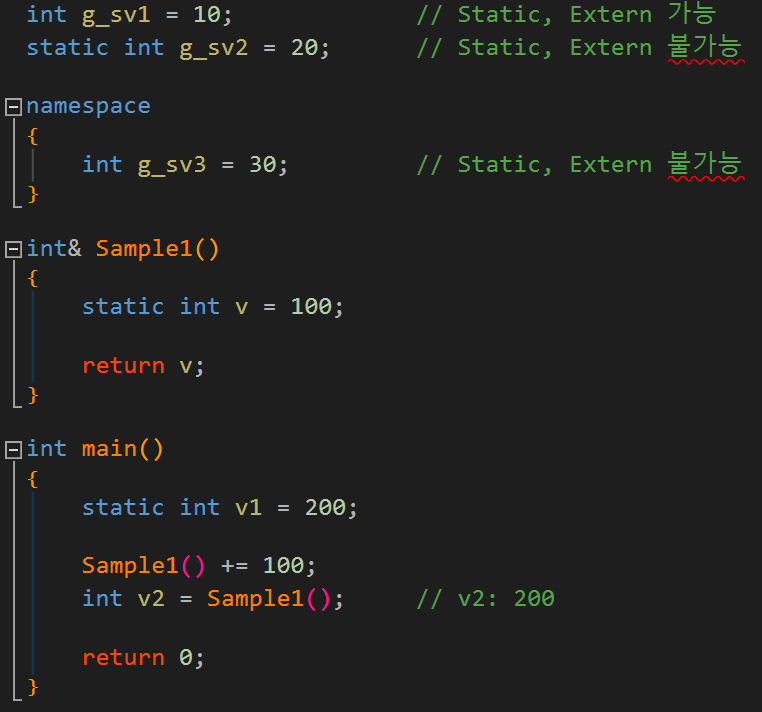 int g_sv1 = 10; // Static, Extern 가능
static int g_sv2 = 20; // Static, Extern 불가능
namespace
{
int g_sv3 = 30; // Static, Extern 불가능
}
int& Sample1()
{
static int v = 100;
return v;
}
int main()
{
static int v1 = 200;
Sample1() += 100;
int v2 = Sample1(); // v2: 200
return 0;
}